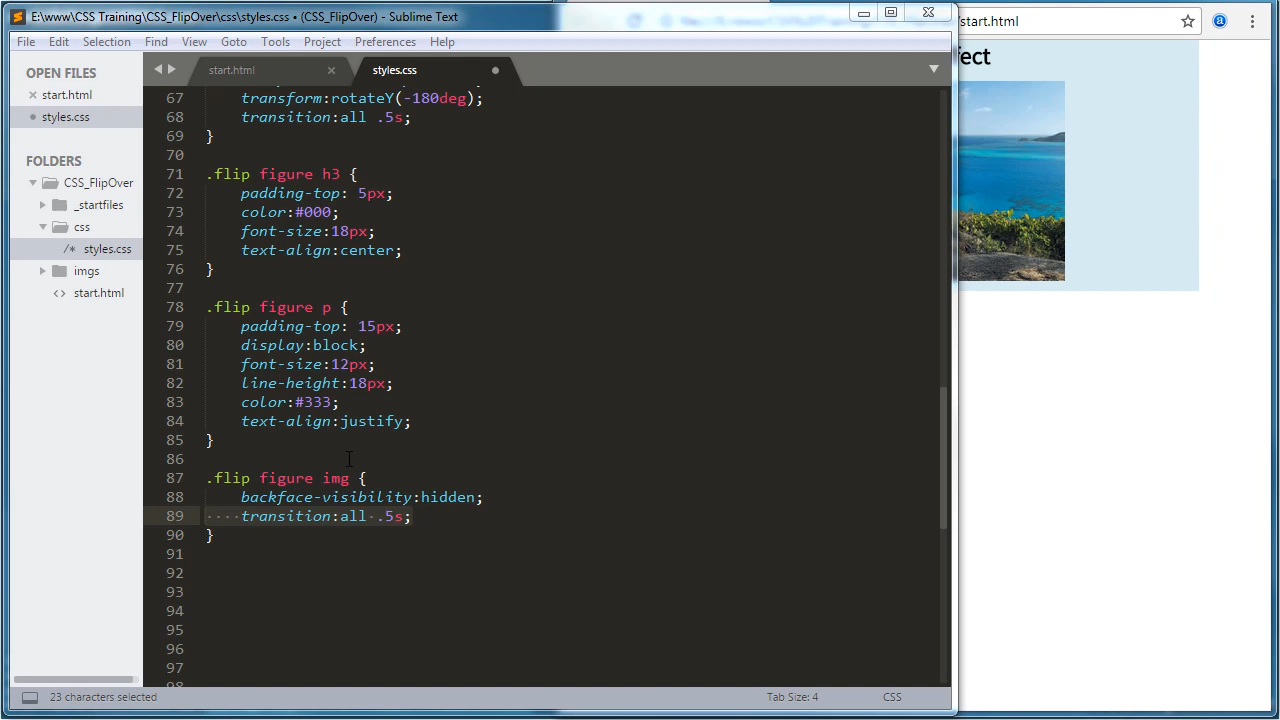 E:\www\CSS Training\CSS_FlipOver\css\styles.css • (CSS_FlipOver) - Sublime Text
/start.html
File Edit Selection Find View Goto Tools Project Preferences Help
fect
OPEN FILES
start.html
styles.css
FOLDERS
CSS_FlipOver
_startfiles
css
/* styles.css
imgs
<> start.html
start.html
styles.css
67 transform:rotateY(-180deg);
68 transition:all .5s;
69 }
70
71 .flip figure h3 {
72 padding-top: 5px;
73 color:#000;
74 font-size:18px;
75 text-align:center;
76 }
77
78 .flip figure p {
79 padding-top: 15px;
80 display:block;
81 font-size:12px;
82 line-height:18px;
83 color:#333;
84 text-align:justify;
85 }
86
87 .flip figure img {
88 backface-visibility:hidden;
89 transition:all .5s;
90 }
91
92
93
94
95
96
97
98
23 characters selected
Tab Size: 4
CSS